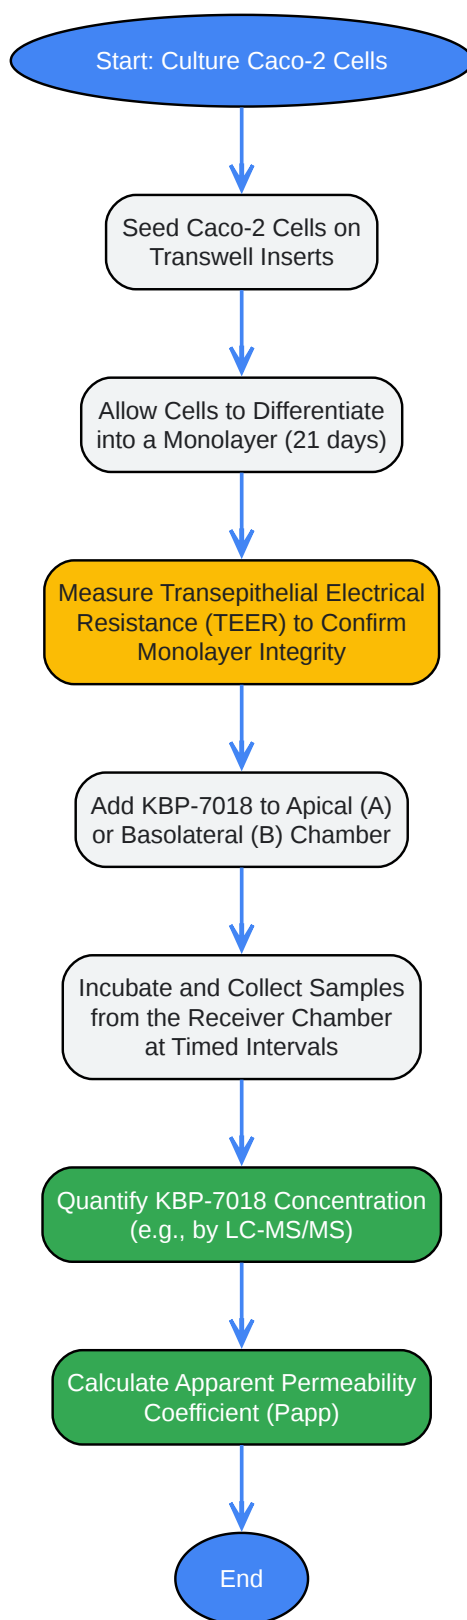 Start: Culture Caco-2 Cells
Seed Caco-2 Cells on
Transwell Inserts
Allow Cells to Differentiate
into a Monolayer (21 days)
Measure Transepithelial Electrical
Resistance (TEER) to Confirm
Monolayer Integrity
Add KBP-7018 to Apical (A)
or Basolateral (B) Chamber
Incubate and Collect Samples
from the Receiver Chamber
at Timed Intervals
Quantify KBP-7018 Concentration
(e.g., by LC-MS/MS)
Calculate Apparent Permeability
Coefficient (Papp)
End